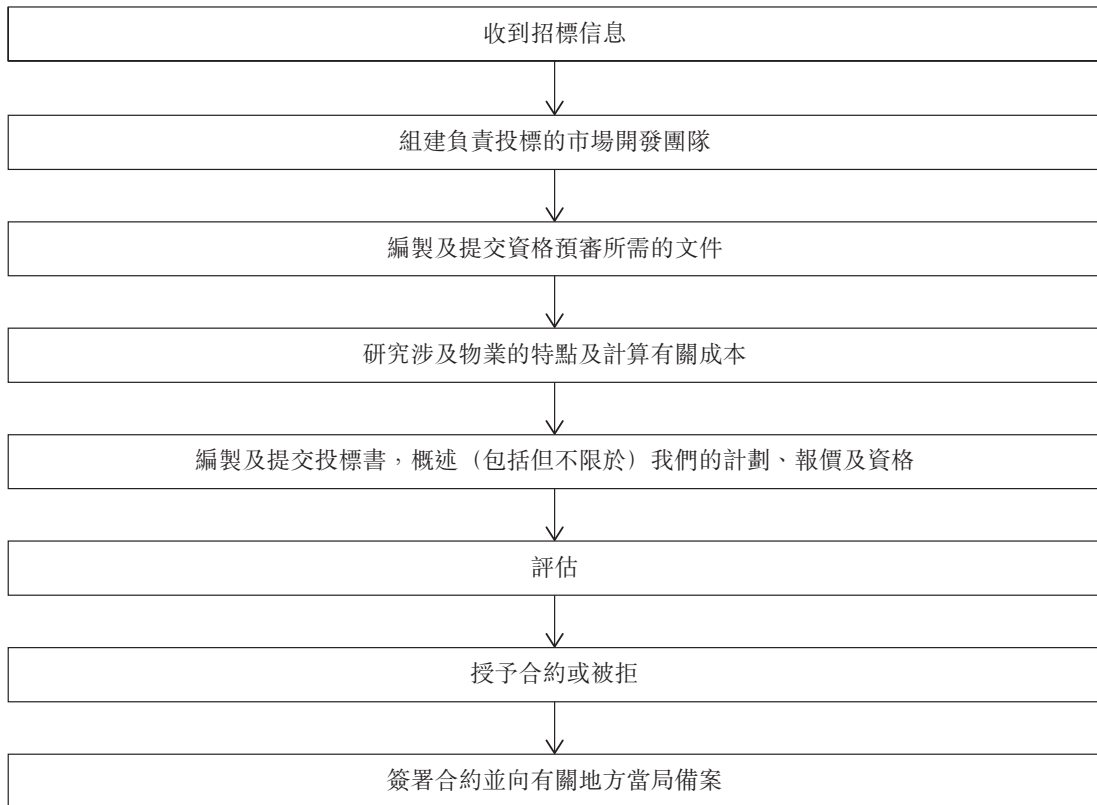 收到招標信息
組建負責投標的市場開發團隊
編製及提交資格預審所需的文件
研究涉及物業的特點及計算有關成本
編製及提交投標書，概述（包括但不限於）我們的計劃、報價及資格
評估
授予合約或被拒
簽署合約並向有關地方當局備案